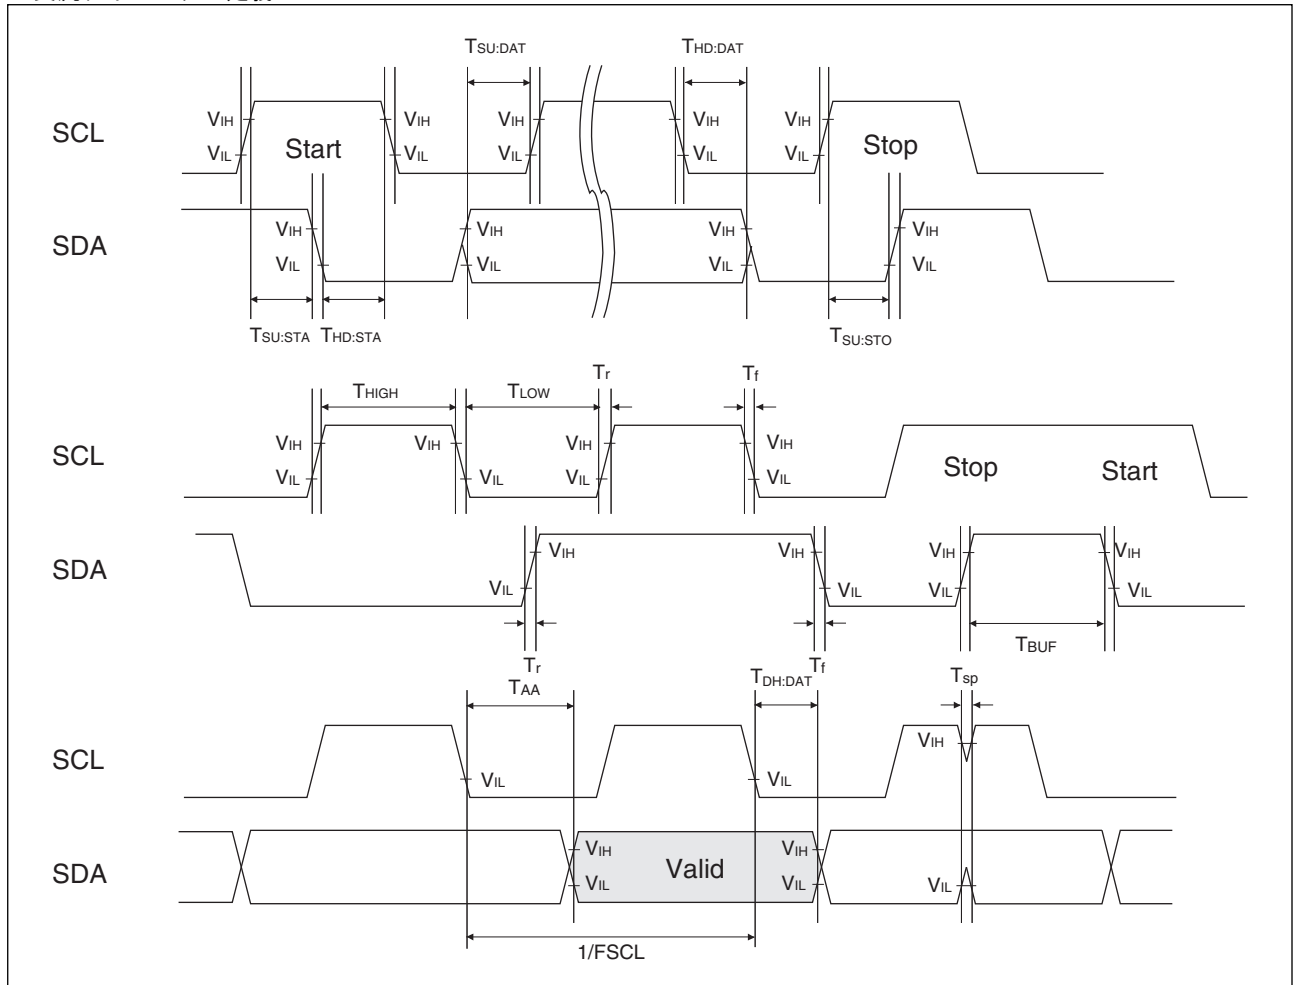 TSU:DAT THD:DAT
SCL VIH VIH VIH VIH VIH
Start Stop
VIL VIL VIL VIL VIL
SDA VIH VIH VIH VIH
VIL VIL VIL VIL
TSU:STA THD:STA TSU:STO
Tr Tf
THIGH TLOW
SCL VIH VIH VIH VIH
Stop Start
VIL VIL VIL VIL
SDA VIH VIH VIH VIH
VIL VIL VIL VIL
TBUF
Tr Tf
TAA TDH:DAT Tsp
SCL VIH
VIL VIL
SDA VIH Valid VIH
VIL VIL VIL
1/FSCL